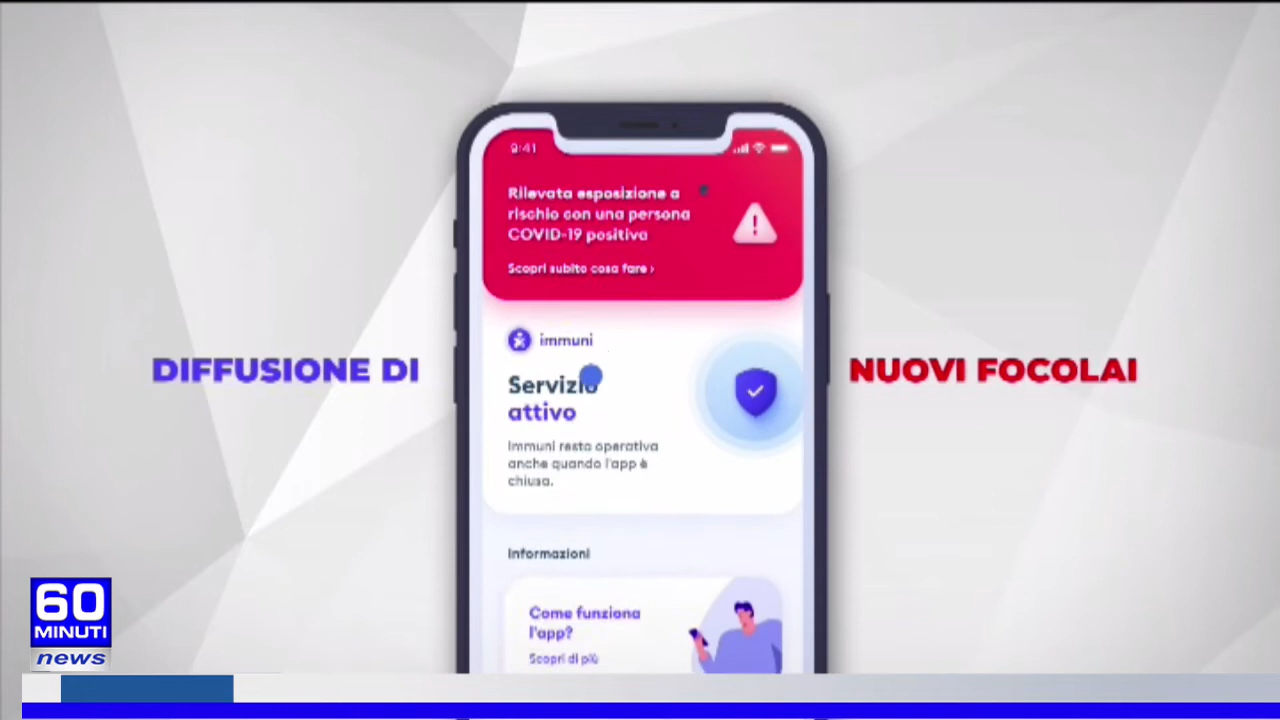 9:41
Rilevata esposizione a
rischio con una persona
COVID-19 positiva
Scopri subito cosa fare ›
immuni
DIFFUSIONE DI
NUOVI FOCOLAI
Servizio
attivo
Immuni resta operativa
anche quando l'app è
chiusa.
Informazioni
Come funziona
l'app?
Scopri di più
60
MINUTI
news